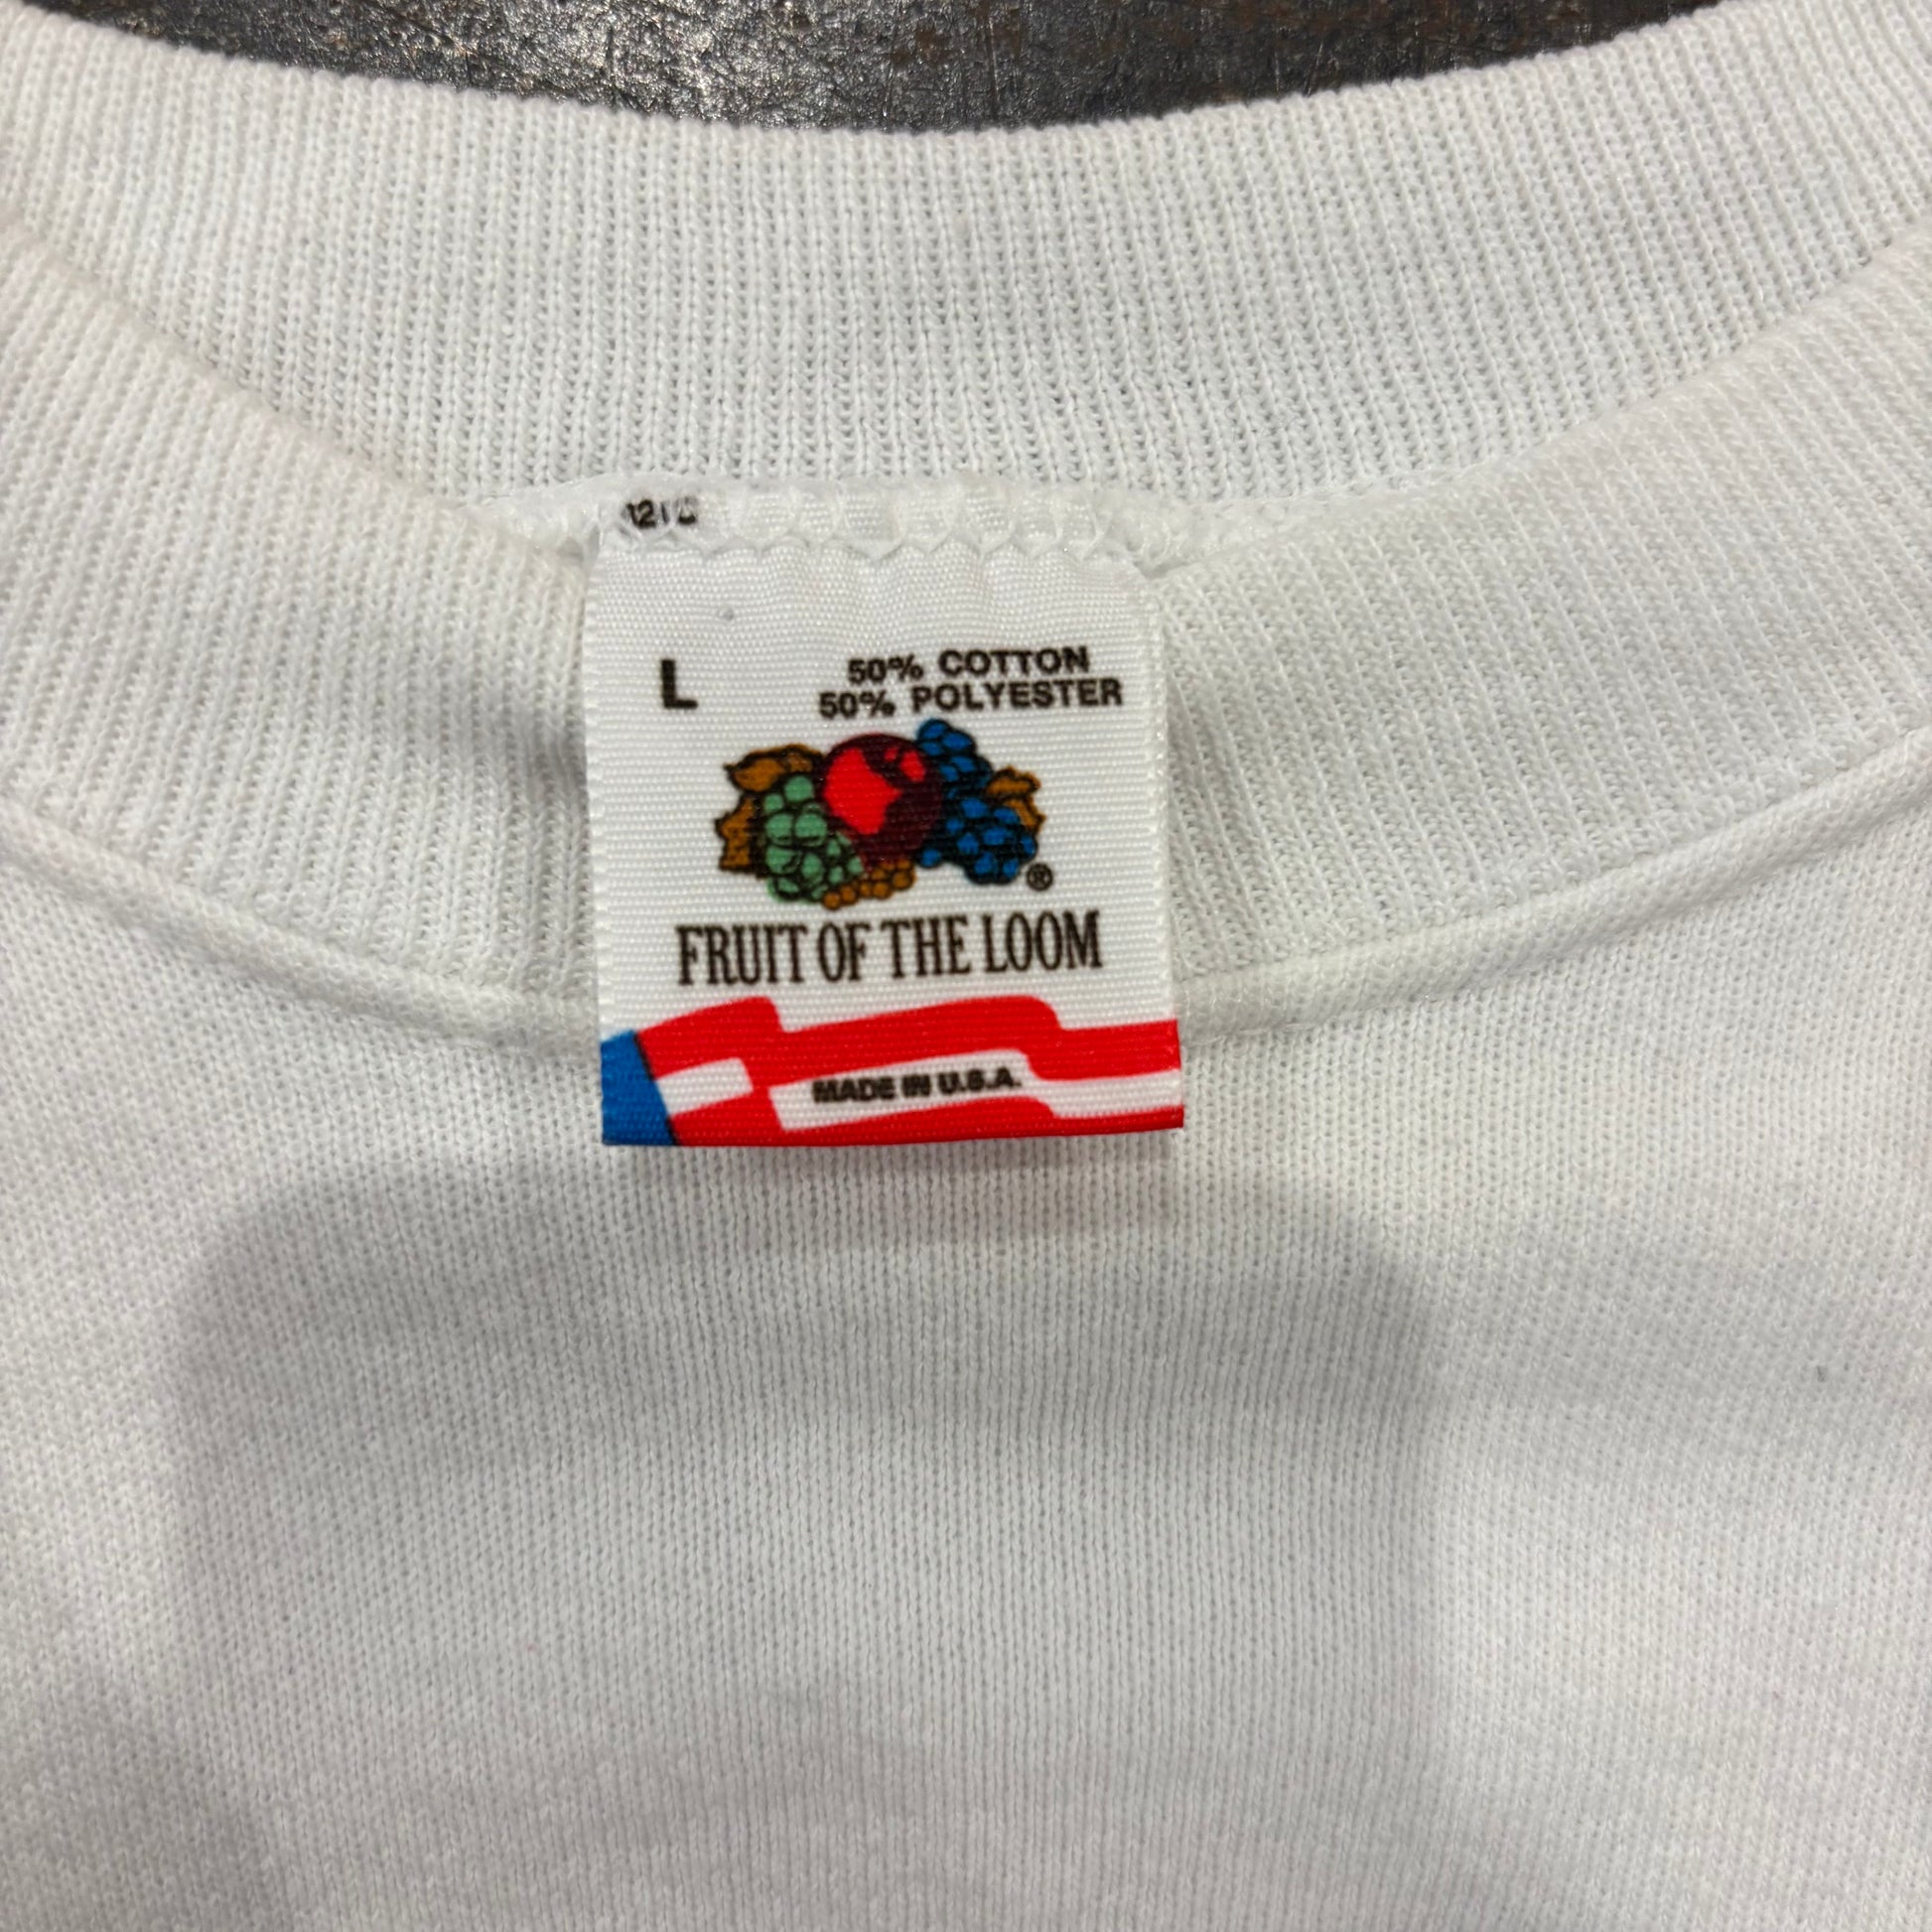 L
50% COTTON
50% POLYESTER
®
FRUIT OF THE LOOM
MADE IN U.S.A.